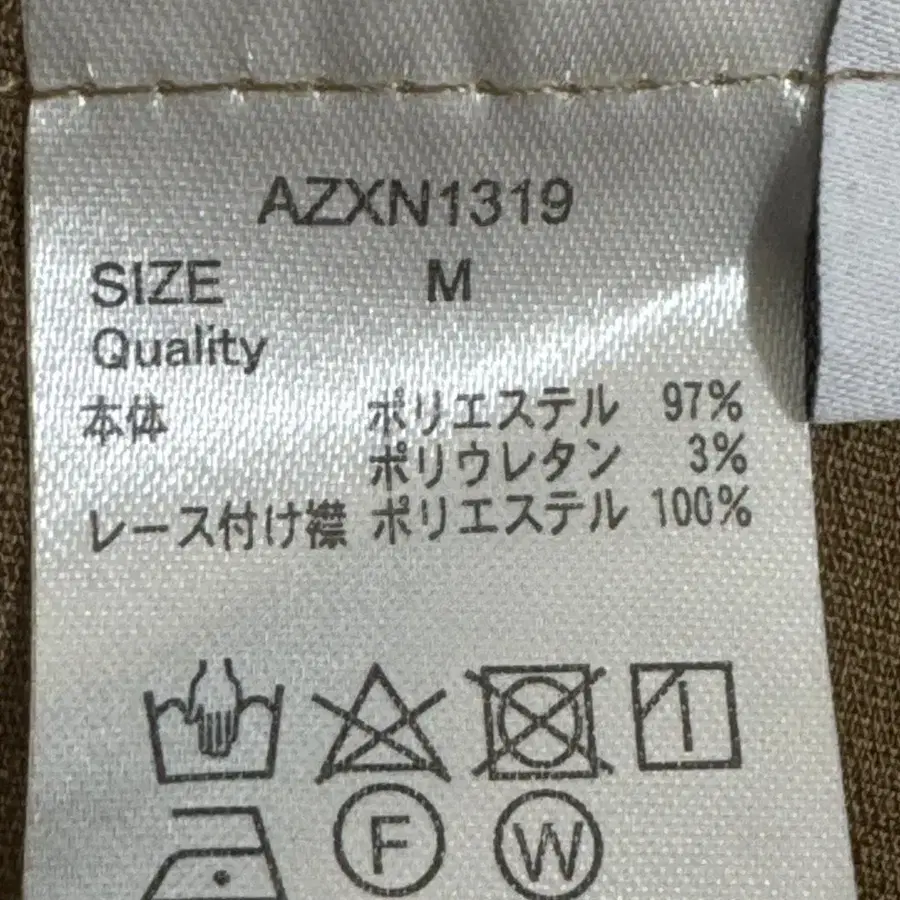 AZXN1319
SIZE M
Quality
本体 ポリエステル 97%
ポリウレタン 3%
レース付け襟 ポリエステル 100%
F W